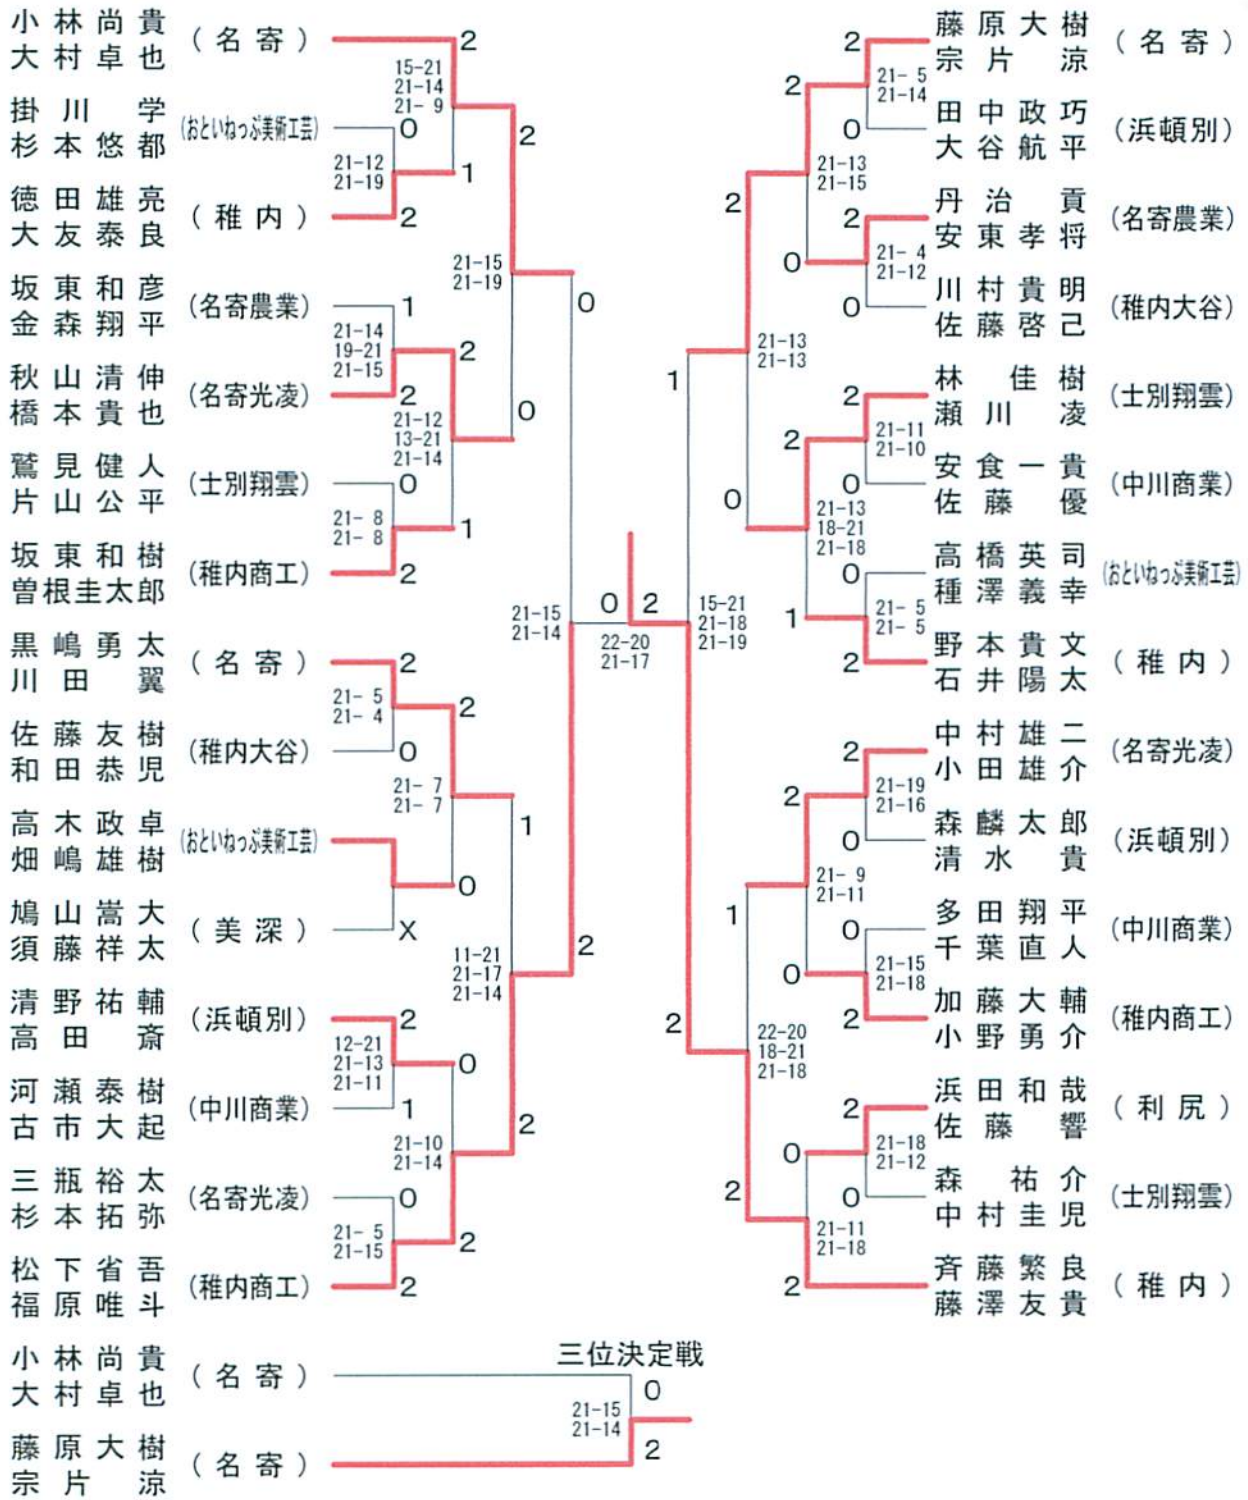 小林尚貴
大村卓也
(名寄)
2
15-21
21-14
21- 9
掛川学
杉本悠都
(おといねっぷ美術工芸)
0
21-12
21-19
1
2
徳田雄亮
大友泰良
(稚内)
2
21-15
21-19
0
坂東和彦
金森翔平
(名寄農業)
1
21-14
19-21
21-15
2
秋山清伸
橋本貴也
(名寄光凌)
2
21-12
13-21
21-14
0
鷲見健人
片山公平
(士別翔雲)
0
21- 8
21- 8
1
坂東和樹
曽根圭太郎
(稚内商工)
2
21-15
21-14
黒嶋勇太
川田翼
(名寄)
2
21- 5
21- 4
2
佐藤友樹
和田恭児
(稚内大谷)
0
21- 7
21- 7
1
高木政卓
畑嶋雄樹
(おといねっぷ美術工芸)
0
鳩山嵩大
須藤祥太
(美深)
X
11-21
21-17
21-14
2
清野祐輔
高田斎
(浜頓別)
2
12-21
21-13
21-11
0
河瀬泰樹
古市大起
(中川商業)
1
21-10
21-14
2
三瓶裕太
杉本拓弥
(名寄光凌)
0
21- 5
21-15
2
松下省吾
福原唯斗
(稚内商工)
2
0 2
22-20
21-17
藤原大樹
宗片涼
(名寄)
2
21- 5
21-14
2
田中政巧
大谷航平
(浜頓別)
0
21-13
21-15
2
丹治貢
安東孝将
(名寄農業)
2
21- 4
21-12
0
川村貴明
佐藤啓己
(稚内大谷)
0
21-13
21-13
1
林佳樹
瀬川凌
(士別翔雲)
2
21-11
21-10
2
安食一貴
佐藤優
(中川商業)
0
21-13
18-21
21-18
0
高橋英司
種澤義幸
(おといねっぷ美術工芸)
0
21- 5
21- 5
1
野本貴文
石井陽太
(稚内)
2
15-21
21-18
21-19
中村雄二
小田雄介
(名寄光凌)
2
21-19
21-16
2
森麟太郎
清水貴
(浜頓別)
0
21- 9
21-11
1
多田翔平
千葉直人
(中川商業)
0
21-15
21-18
0
加藤大輔
小野勇介
(稚内商工)
2
22-20
18-21
21-18
2
浜田和哉
佐藤響
(利尻)
2
21-18
21-12
0
森祐介
中村圭児
(士別翔雲)
0
21-11
21-18
2
斉藤繁良
藤澤友貴
(稚内)
2
三位決定戦
小林尚貴
大村卓也
(名寄)
0
21-15
21-14
藤原大樹
宗片涼
(名寄)
2